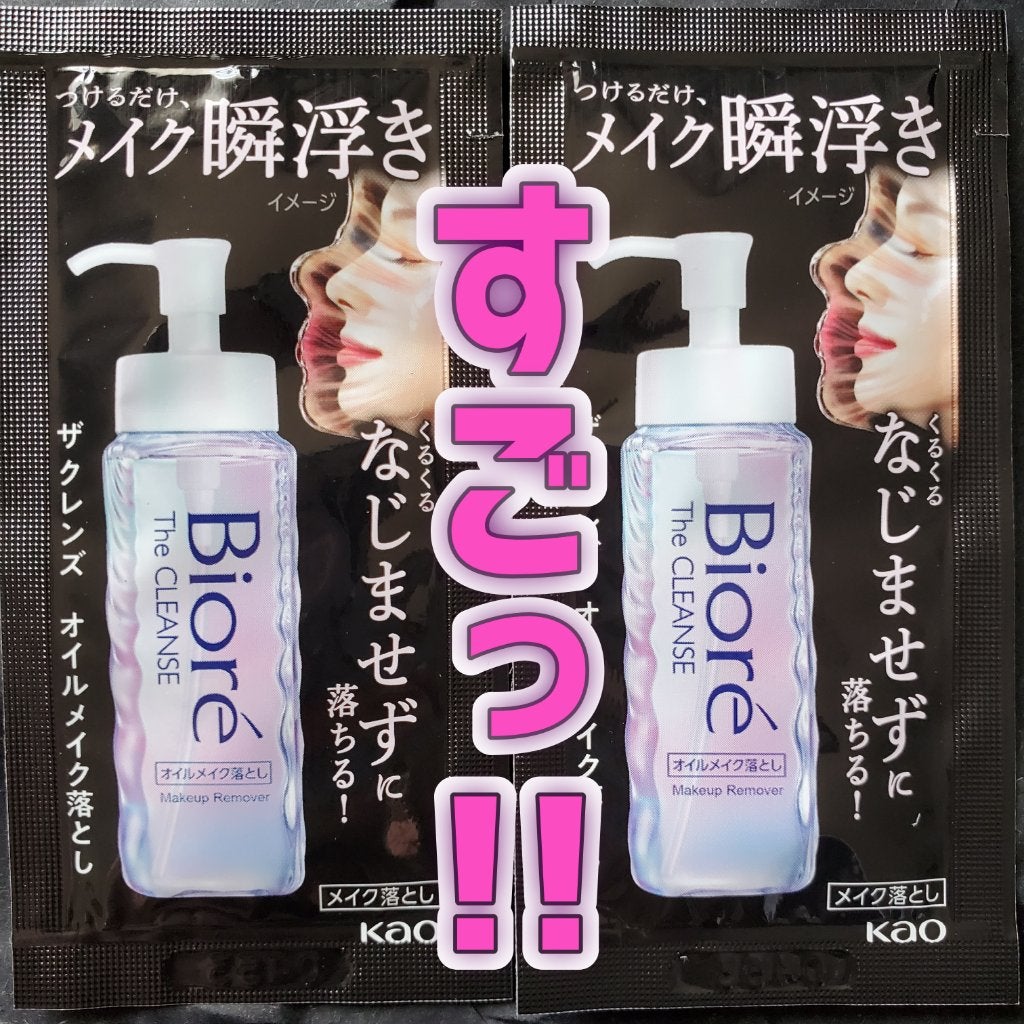 つけるだけ、
メイク瞬浮き
イメージ
くるくる
なじませずに
落ちる!
ザクレンズ オイルメイク落とし
Bioré
The CLEANSE
オイルメイク落とし
Makeup Remover
メイク落とし
Kao
すごっ!!
つけるだけ、
メイク瞬浮き
イメージ
くるくる
なじませずに
落ちる!
Bioré
The CLEANSE
オイルメイク落とし
Makeup Remover
メイク落とし
Kao